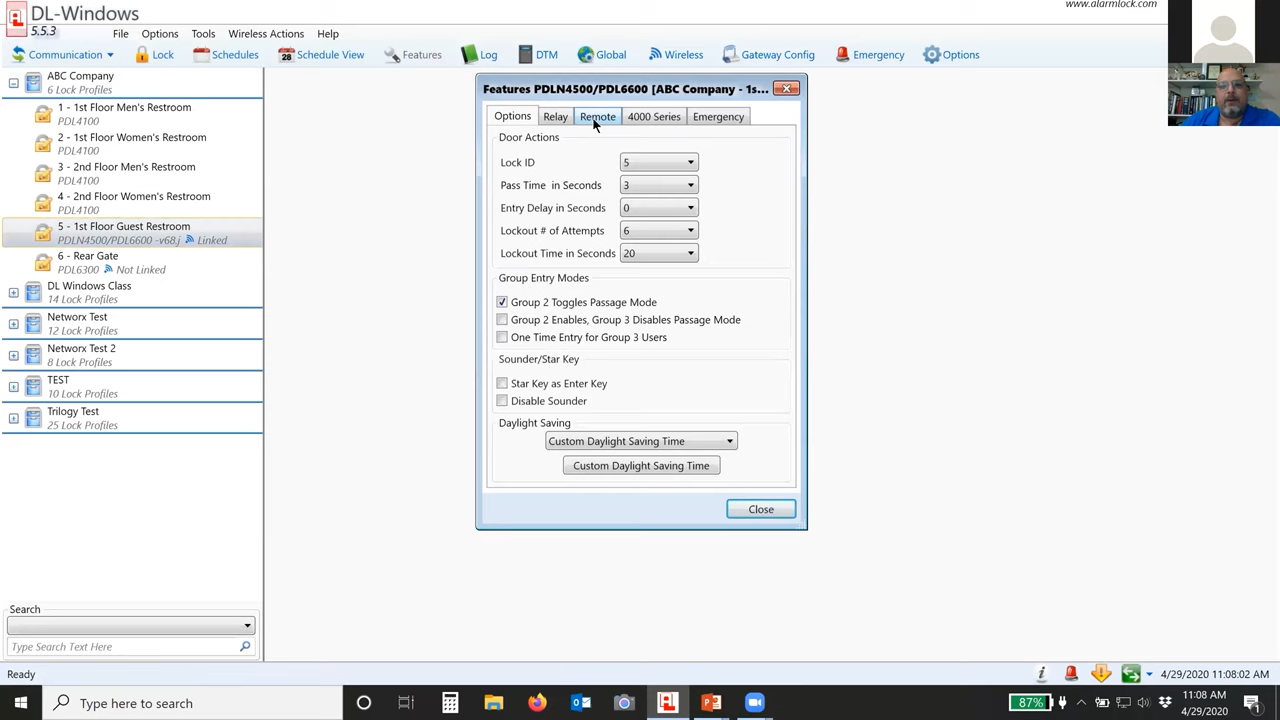 DL-Windows
www.alarmlock.com
5.5.3
File Options Tools Wireless Actions Help
Communication Lock Schedules 28 Schedule View Features Log DTM Global Wireless Gateway Config Emergency Options
ABC Company
6 Lock Profiles
1 - 1st Floor Men's Restroom
PDL4100
2 - 1st Floor Women's Restroom
PDL4100
3 - 2nd Floor Men's Restroom
PDL4100
4 - 2nd Floor Women's Restroom
PDL4100
5 - 1st Floor Guest Restroom
PDLN4500/PDL6600 -v68.j Linked
6 - Rear Gate
PDL6300 Not Linked
DL Windows Class
14 Lock Profiles
Networx Test
12 Lock Profiles
Networx Test 2
8 Lock Profiles
TEST
10 Lock Profiles
Trilogy Test
25 Lock Profiles
Features PDLN4500/PDL6600 [ABC Company - 1s...
Options Relay Remote 4000 Series Emergency
Door Actions
Lock ID 5
Pass Time in Seconds 3
Entry Delay in Seconds 0
Lockout # of Attempts 6
Lockout Time in Seconds 20
Group Entry Modes
Group 2 Toggles Passage Mode
Group 2 Enables, Group 3 Disables Passage Mode
One Time Entry for Group 3 Users
Sounder/Star Key
Star Key as Enter Key
Disable Sounder
Daylight Saving
Custom Daylight Saving Time
Custom Daylight Saving Time
Close
Search
Type Search Text Here
Ready
4/29/2020 11:08:02 AM
Type here to search
87%
11:08 AM
4/29/2020
1